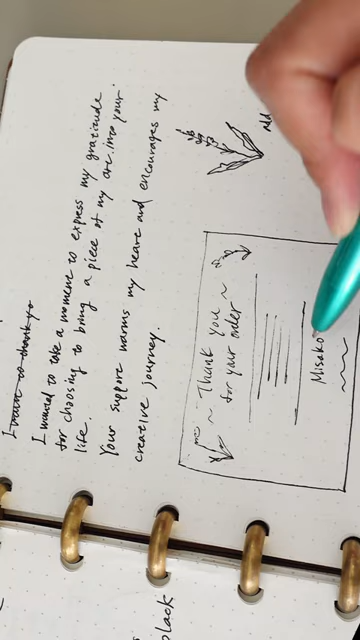 I want to thank yo
I wanted to take a moment to express my gratitude
for choosing to bring a piece of my art into your
life.
Your support warms my heart and encourages my
creative journey.
~ Thank you ~
for your order
Misako
black